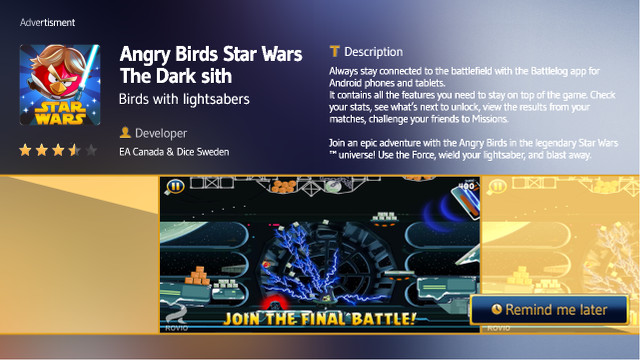 Advertisment
Angry Birds Star Wars
The Dark sith
Birds with lightsabers
Developer
EA Canada & Dice Sweden
STAR
WARS
Description
Always stay connected to the battlefield with the Battlelog app for
Android phones and tablets.
It contains all the features you need to stay on top of the game. Check
your stats, see what's next to unlock, view the results from your
matches, challenge your friends to Missions.
Join an epic adventure with the Angry Birds in the legendary Star Wars
™ universe! Use the Force, wield your lightsaber, and blast away.
JOIN THE FINAL BATTLE!
ROVIO
ROVIO
Remind me later